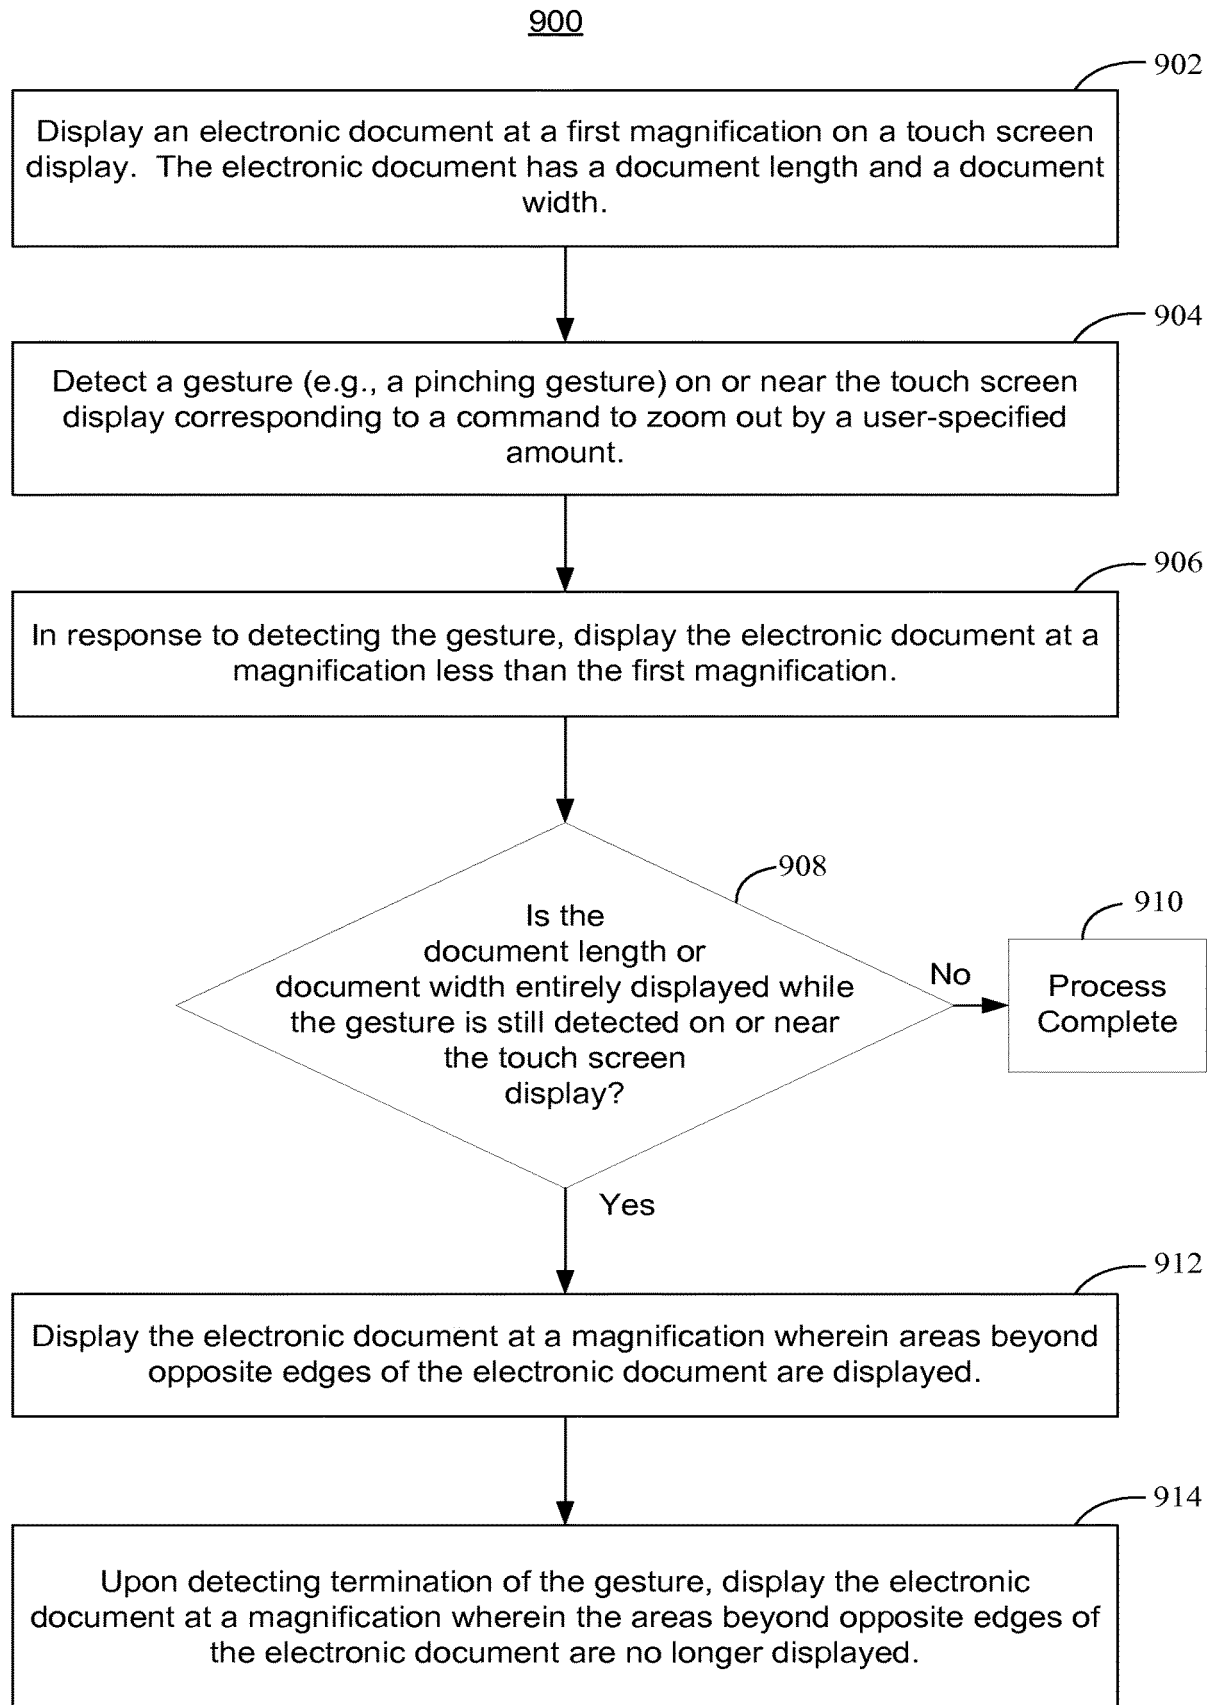 900
902
Display an electronic document at a first magnification on a touch screen
display.  The electronic document has a document length and a document
width.
904
Detect a gesture (e.g., a pinching gesture) on or near the touch screen
display corresponding to a command to zoom out by a user-specified
amount.
906
In response to detecting the gesture, display the electronic document at a
magnification less than the first magnification.
908
Is the
document length or
document width entirely displayed while
the gesture is still detected on or near
the touch screen
display?
No
910
Process
Complete
Yes
912
Display the electronic document at a magnification wherein areas beyond
opposite edges of the electronic document are displayed.
914
Upon detecting termination of the gesture, display the electronic
document at a magnification wherein the areas beyond opposite edges of
the electronic document are no longer displayed.